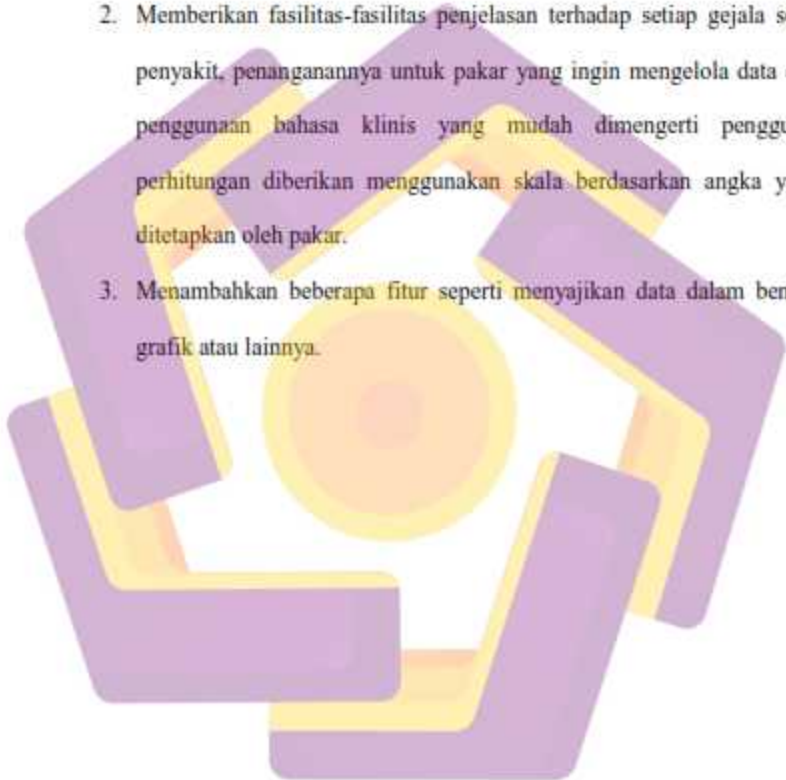 2. Memberikan fasilitas-fasilitas penjelasan terhadap setiap gejala
penyakit, penanganannya untuk pakar yang ingin mengelola data
penggunaan bahasa klinis yang mudah dimengerti
perhitungan diberikan menggunakan skala berdasarkan angka
ditetapkan oleh pakar.
3. Menambahkan beberapa fitur seperti menyajikan data dalam
grafik atau lainnya.